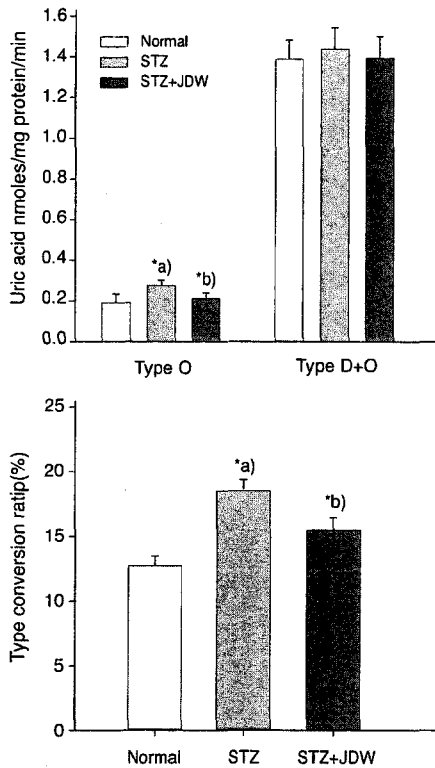 Normal
STZ
STZ+JDW
Uric acid nmoles/mg protein/min
1.6
1.4
1.2
1.0
0.8
0.6
0.4
0.2
0.0
*a)
*b)
Type O
Type D+O
Type conversion ratip(%)
25
20
15
10
5
0
*a)
*b)
Normal
STZ
STZ+JDW